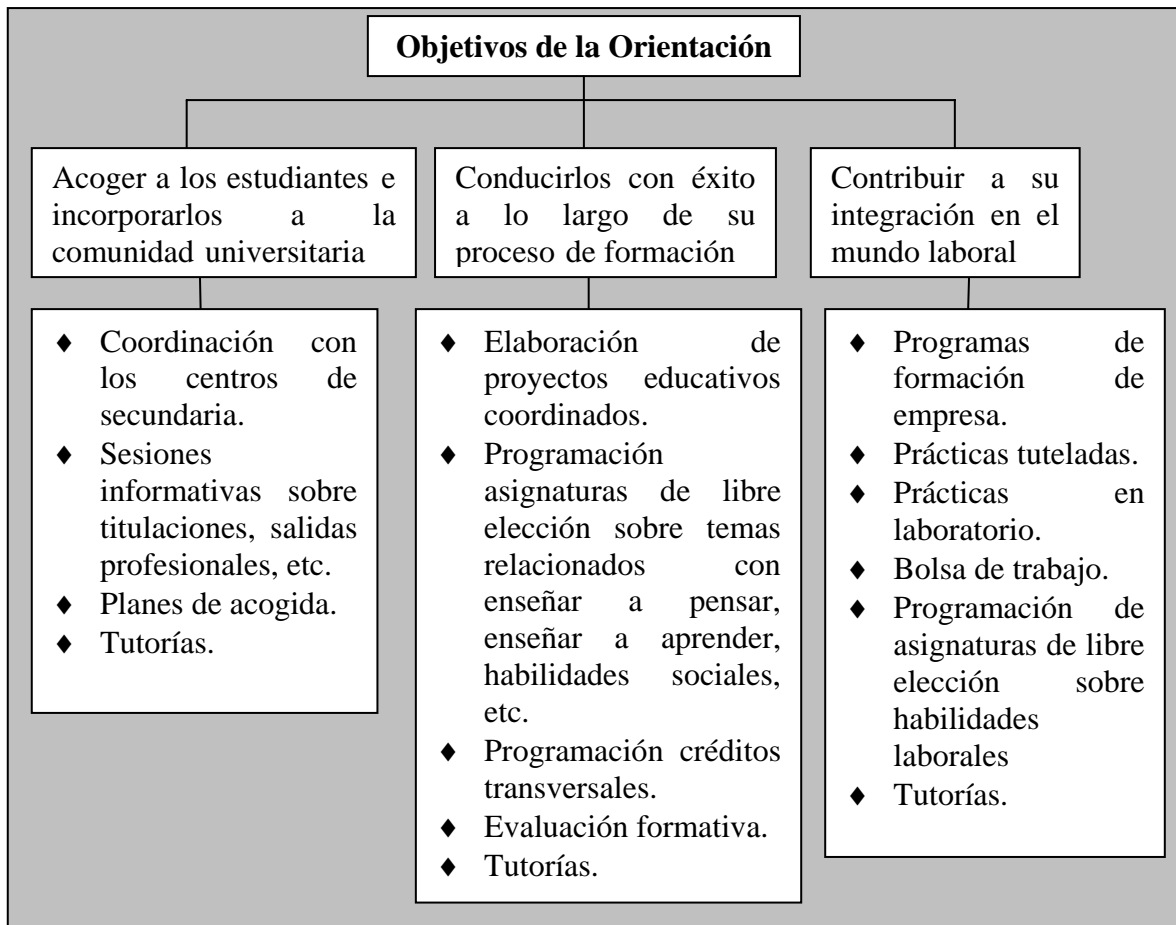 Objetivos de la Orientación
Acoger a los estudiantes e
incorporarlos a la
comunidad universitaria
Conducirlos con éxito
a lo largo de su
proceso de formación
Contribuir a su
integración en el
mundo laboral
♦ Coordinación con
los centros de
secundaria.
♦ Sesiones
informativas sobre
titulaciones, salidas
profesionales, etc.
♦ Planes de acogida.
♦ Tutorías.
♦ Elaboración de
proyectos educativos
coordinados.
♦ Programación
asignaturas de libre
elección sobre temas
relacionados con
enseñar a pensar,
enseñar a aprender,
habilidades sociales,
etc.
♦ Programación créditos
transversales.
♦ Evaluación formativa.
♦ Tutorías.
♦ Programas de
formación de
empresa.
♦ Prácticas tuteladas.
♦ Prácticas en
laboratorio.
♦ Bolsa de trabajo.
♦ Programación de
asignaturas de libre
elección sobre
habilidades
laborales
♦ Tutorías.